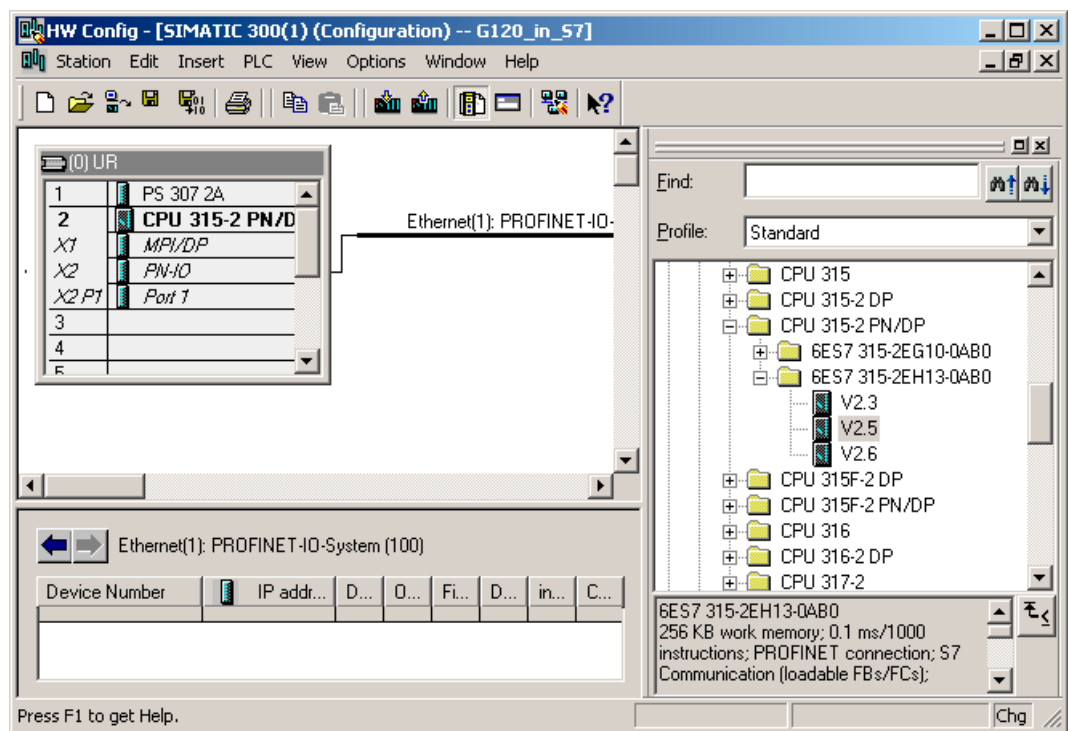 HW Config - [SIMATIC 300(1) (Configuration) -- G120_in_S7]
Station Edit Insert PLC View Options Window Help
(0) UR
1 PS 307 2A
2 CPU 315-2 PN/D
X1 MPI/DP
X2 PN-IO
X2 P1 Port 1
3
4
5
Ethernet(1): PROFINET-IO-
Find:
Profile: Standard
CPU 315
CPU 315-2 DP
CPU 315-2 PN/DP
6ES7 315-2EG10-0AB0
6ES7 315-2EH13-0AB0
V2.3
V2.5
V2.6
CPU 315F-2 DP
CPU 315F-2 PN/DP
CPU 316
CPU 316-2 DP
CPU 317-2
Ethernet(1): PROFINET-IO-System (100)
Device Number IP addr... D... O... Fi... D... in... C...
6ES7 315-2EH13-0AB0
256 KB work memory; 0.1 ms/1000
instructions; PROFINET connection; S7
Communication (loadable FBs/FCs);
Press F1 to get Help.
Chg